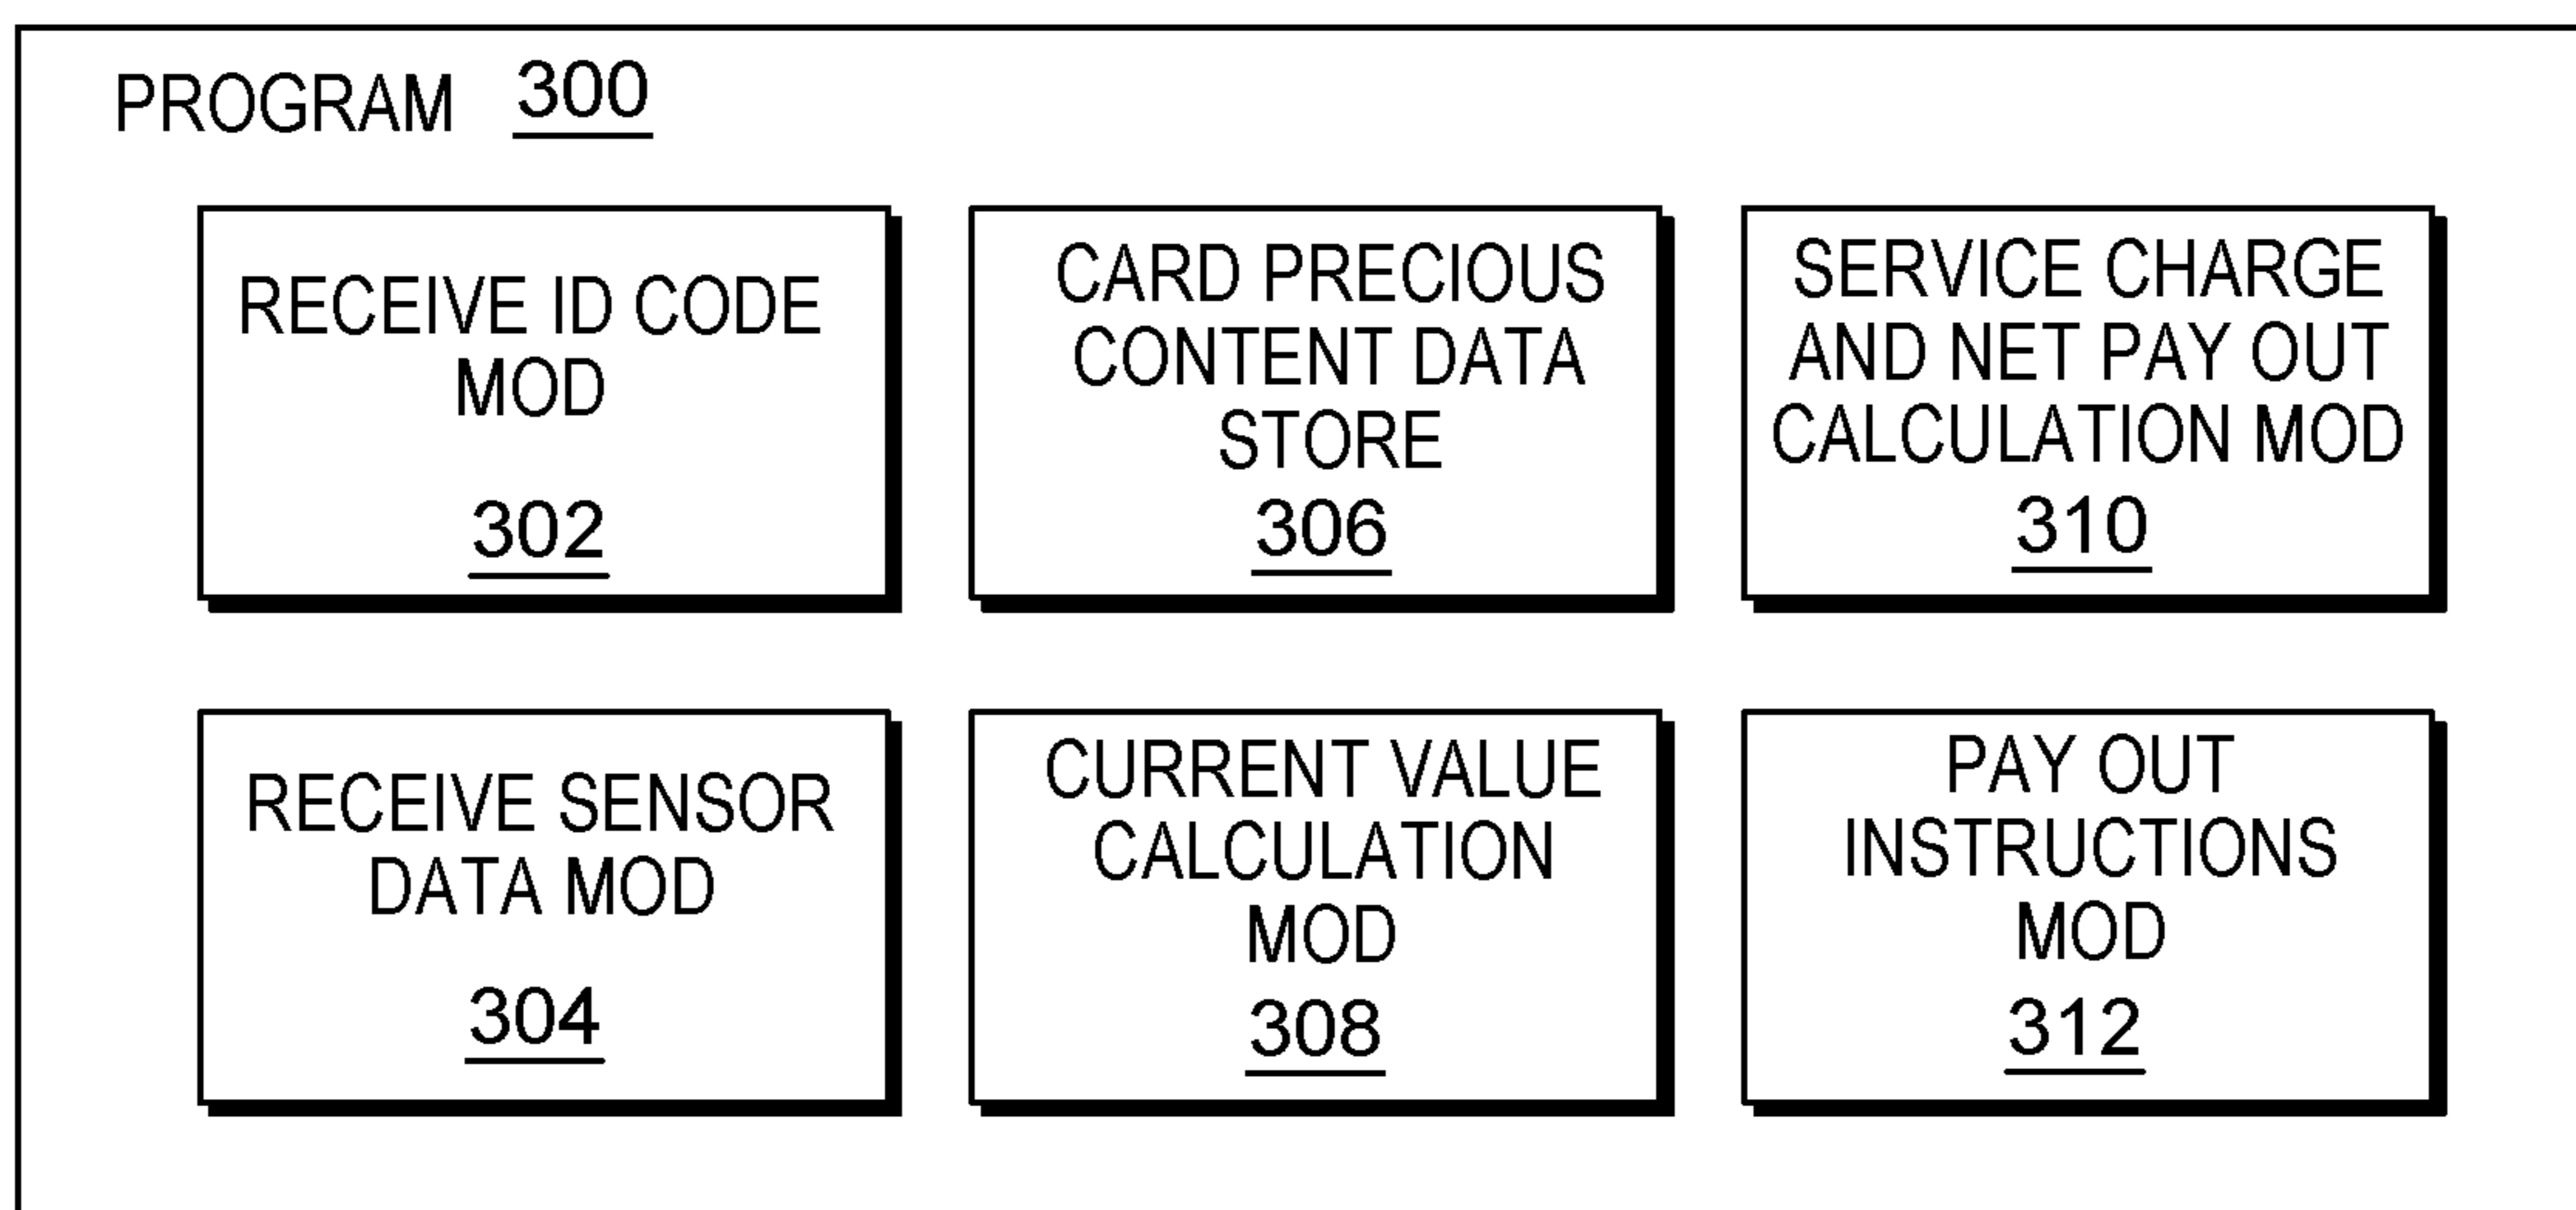 PROGRAM 300
RECEIVE ID CODE
MOD
302
CARD PRECIOUS
CONTENT DATA
STORE
306
SERVICE CHARGE
AND NET PAY OUT
CALCULATION MOD
310
RECEIVE SENSOR
DATA MOD
304
CURRENT VALUE
CALCULATION
MOD
308
PAY OUT
INSTRUCTIONS
MOD
312